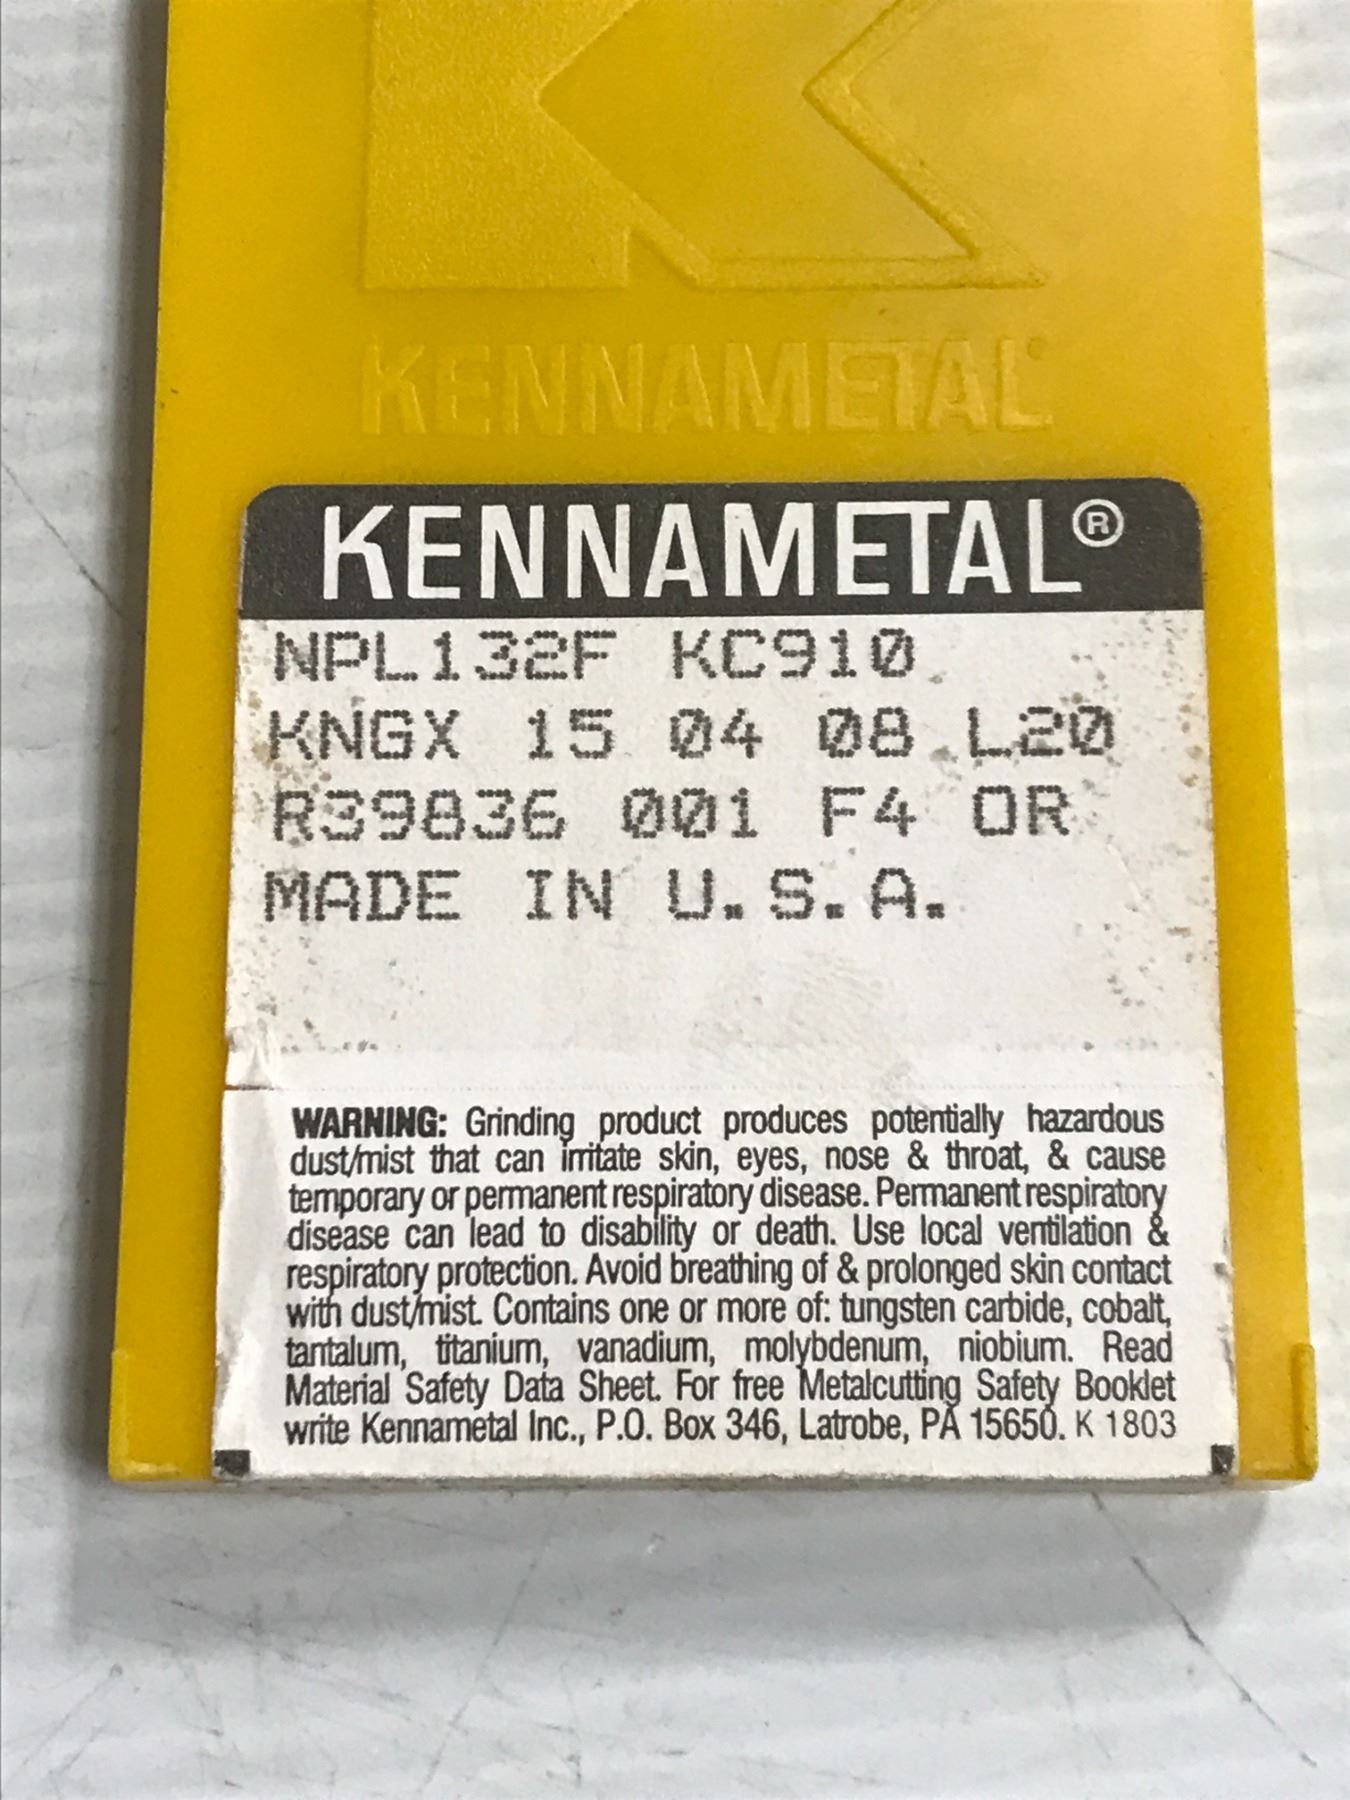 KENNAMETAL
KENNAMETAL®
NPL132F KC910
KNGX 15 04 08 L20
R39836 001 F4 OR
MADE IN U.S.A.
WARNING: Grinding product produces potentially hazardous
dust/mist that can irritate skin, eyes, nose & throat, & cause
temporary or permanent respiratory disease. Permanent respiratory
disease can lead to disability or death. Use local ventilation &
respiratory protection. Avoid breathing of & prolonged skin contact
with dust/mist. Contains one or more of: tungsten carbide, cobalt,
tantalum, titanium, vanadium, molybdenum, niobium. Read
Material Safety Data Sheet. For free Metalcutting Safety Booklet
write Kennametal Inc., P.O. Box 346, Latrobe, PA 15650. K 1803